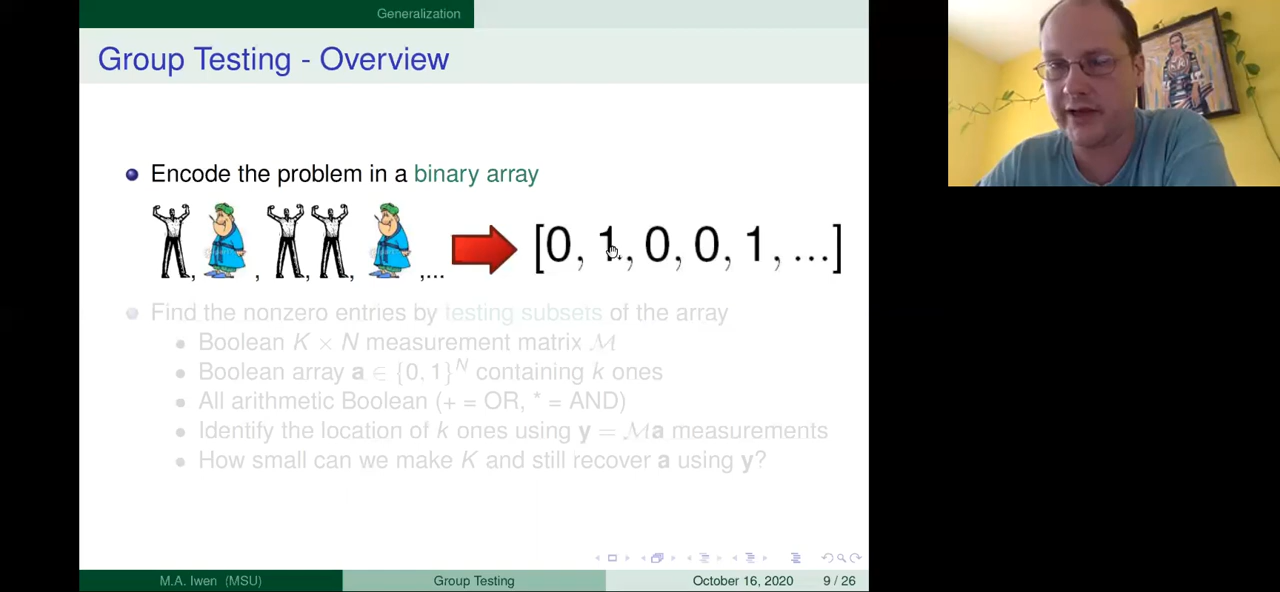 Generalization
Group Testing - Overview
Encode the problem in a binary array
, , , , ,...
[0, 1, 0, 0, 1, ...]
Find the nonzero entries by testing subsets of the array
Boolean K × N measurement matrix ℳ
Boolean array a ∈ {0, 1}^N containing k ones
All arithmetic Boolean (+ = OR, * = AND)
Identify the location of k ones using y = ℳa measurements
How small can we make K and still recover a using y?
M.A. Iwen (MSU) Group Testing October 16, 2020 9 / 26